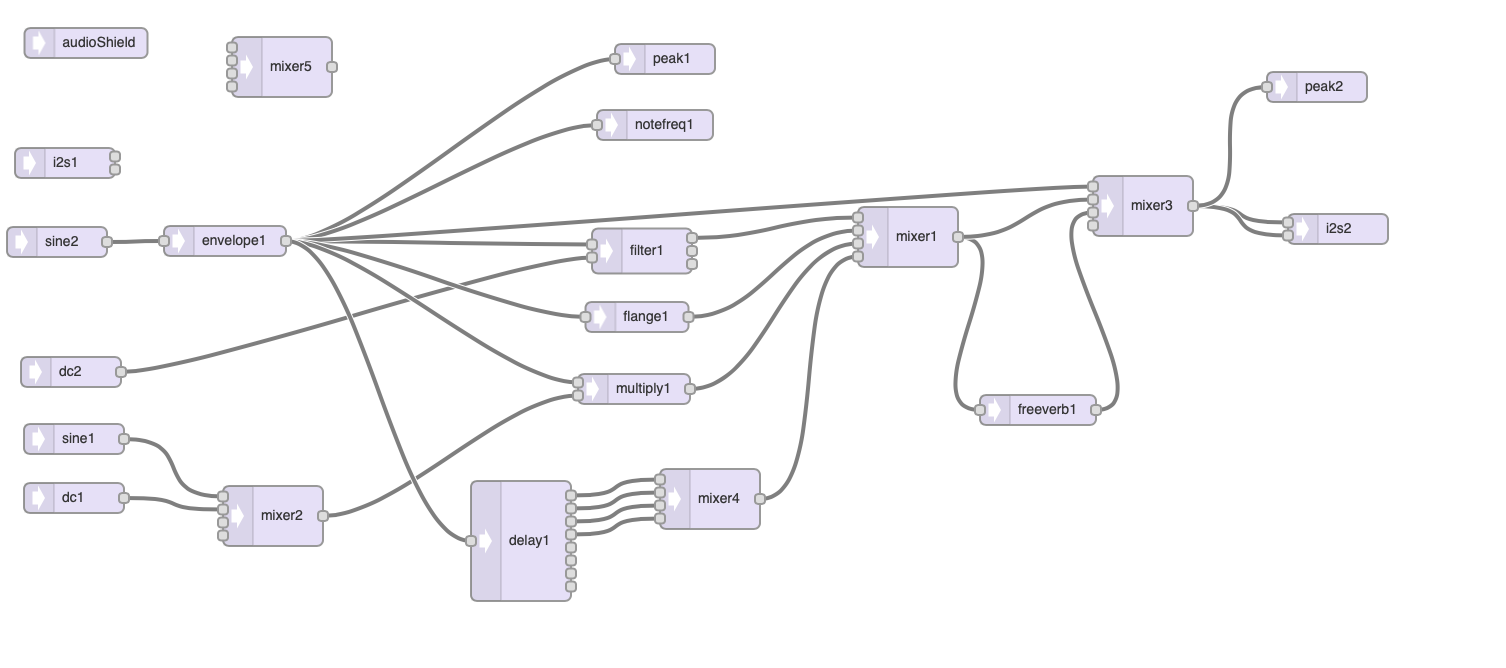 audioShield
mixer5
peak1
peak2
notefreq1
i2s1
mixer3
i2s2
sine2
envelope1
filter1
mixer1
flange1
dc2
multiply1
freeverb1
sine1
dc1
mixer2
mixer4
delay1